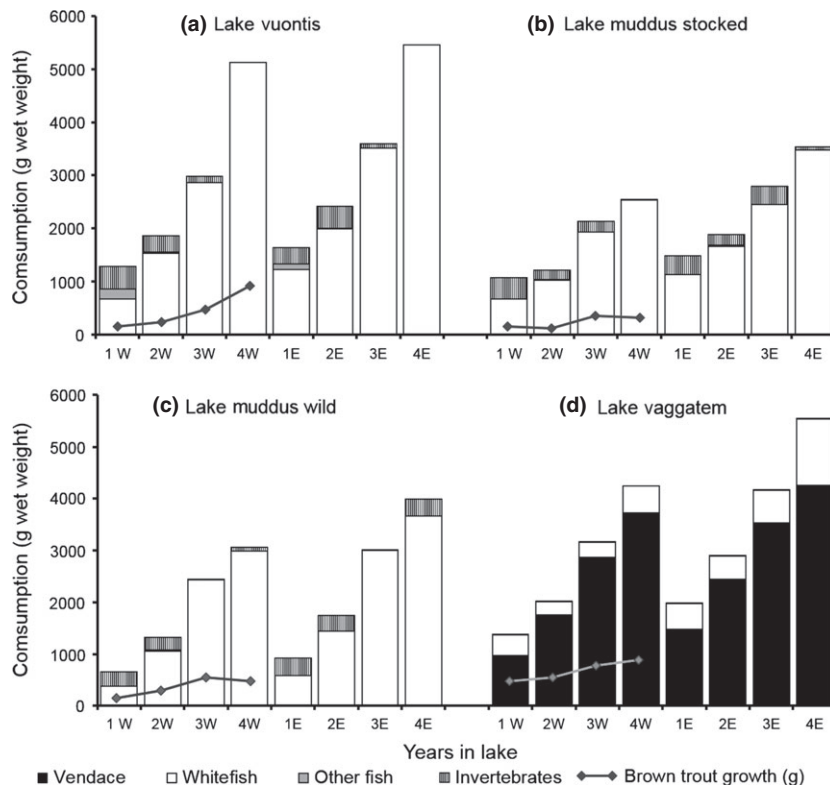 (a) Lake vuontis
(b) Lake muddus stocked
Comsumption (g wet weight)
6000
5000
4000
3000
2000
1000
0
1 W 2W 3W 4W 1E 2E 3E 4E
1 W 2W 3W 4W 1E 2E 3E 4E
(c) Lake muddus wild
(d) Lake vaggatem
Comsumption (g wet weight)
6000
5000
4000
3000
2000
1000
0
1 W 2W 3W 4W 1E 2E 3E 4E
1 W 2W 3W 4W 1E 2E 3E 4E
Years in lake
Vendace Whitefish Other fish Invertebrates Brown trout growth (g)